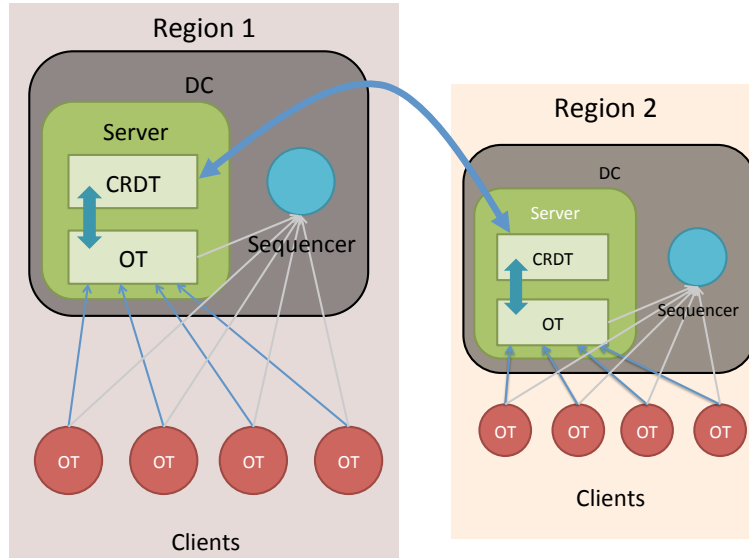 Region 1
DC
Server
CRDT
Sequencer
OT
OT
OT
OT
OT
Clients
Region 2
DC
Server
CRDT
Sequencer
OT
OT
OT
OT
OT
Clients